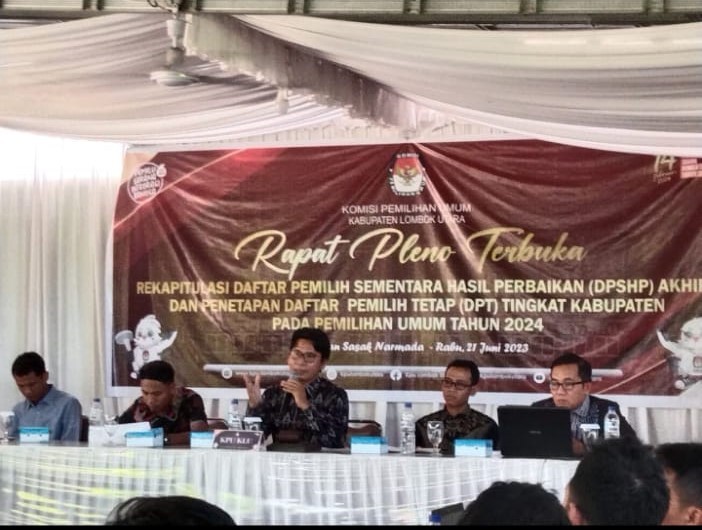 KOMISI PEMILIHAN UMUM
KABUPATEN LOMBOK UTARA
Rapat Pleno Terbuka
REKAPITULASI DAFTAR PEMILIH SEMENTARA HASIL PERBAIKAN (DPSHP) AKHI
DAN PENETAPAN DAFTAR PEMILIH TETAP (DPT) TINGKAT KABUPATEN
PADA PEMILIHAN UMUM TAHUN 2024
Sasak Narmada - Rabu, 21 Juni 2023
KPU KLU